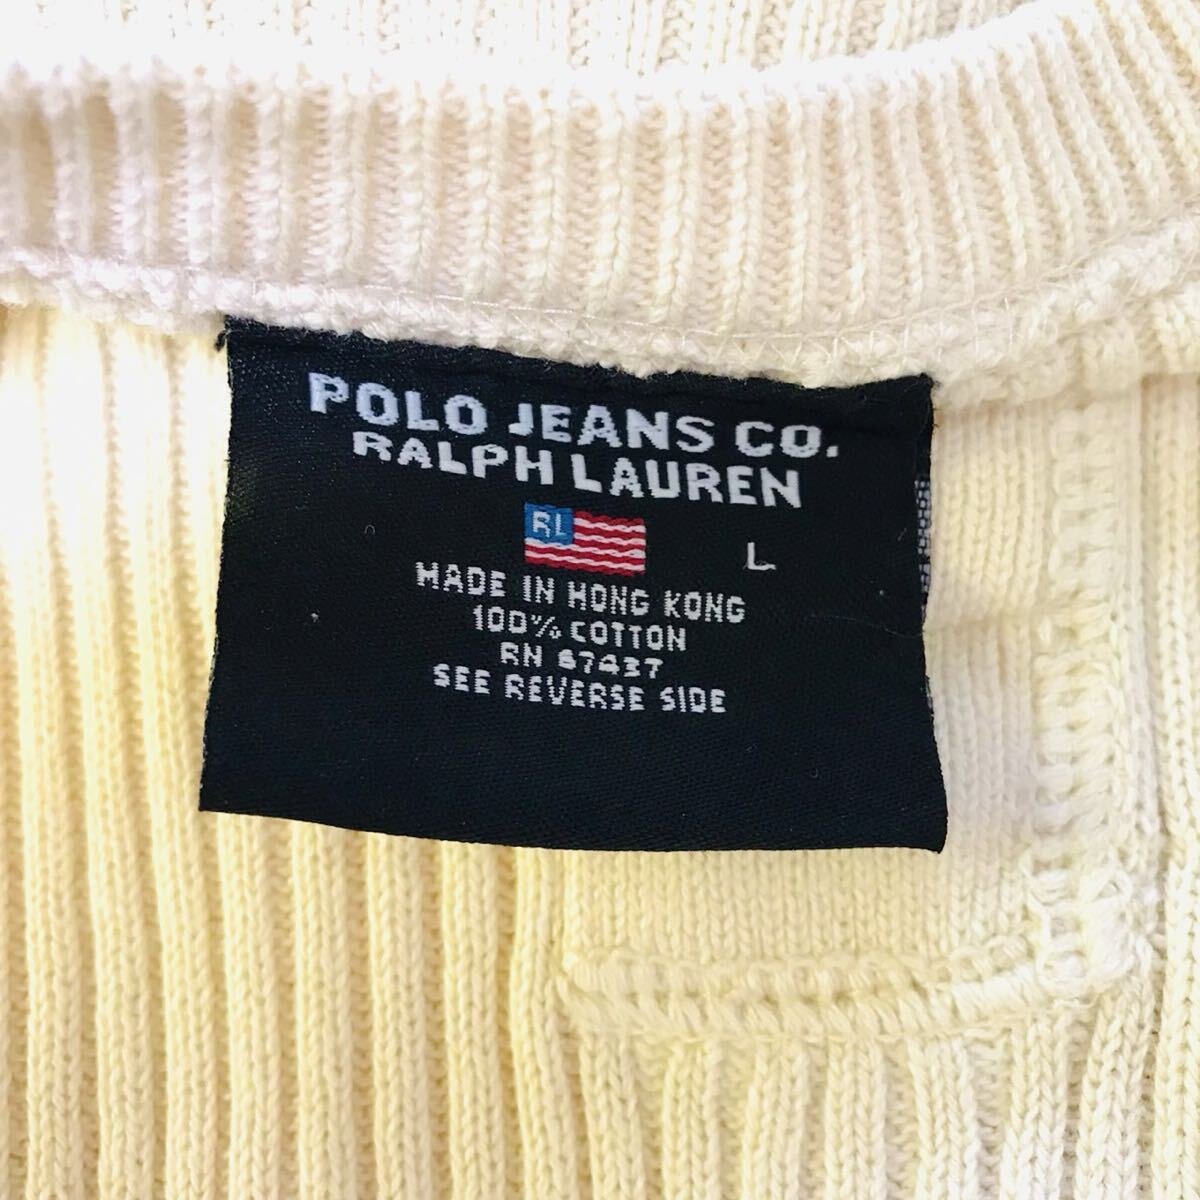 POLO JEANS CO.
RALPH LAUREN
RL
L
MADE IN HONG KONG
100% COTTON
RN 67437
SEE REVERSE SIDE